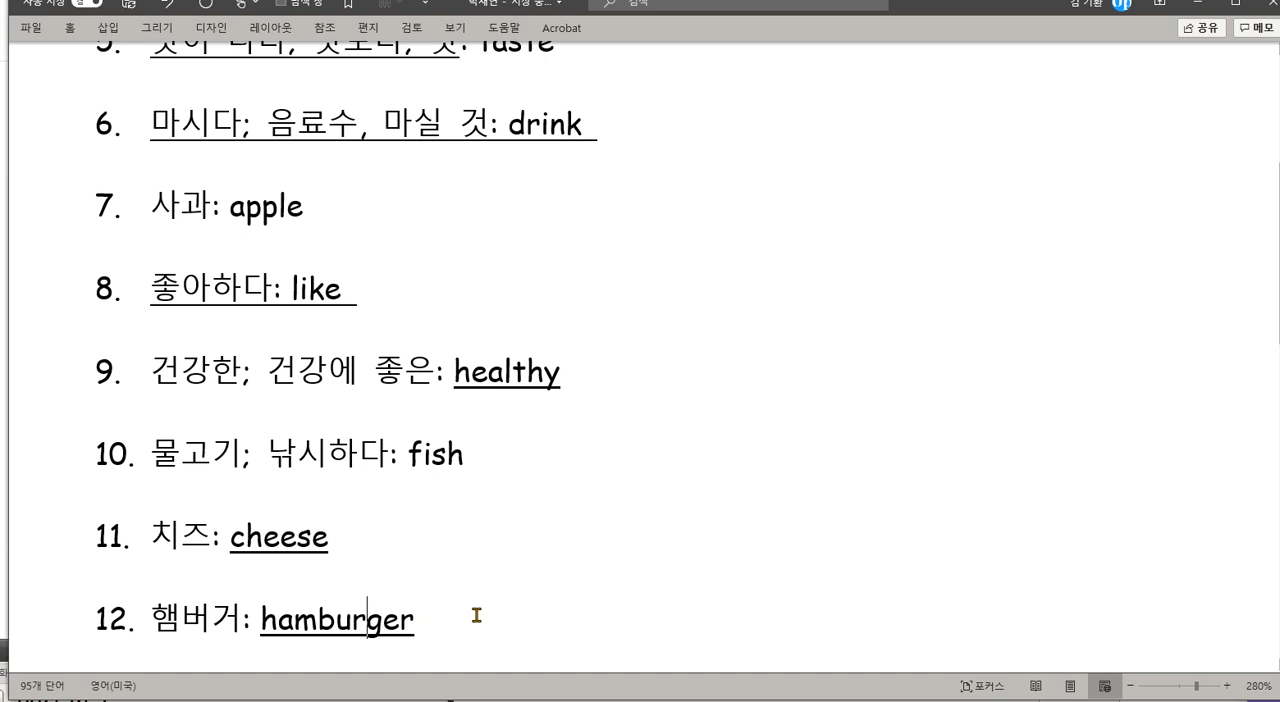 검색
파일 홈 삽입 그리기 디자인 레이아웃 참조 편지 검토 보기 도움말 Acrobat 공유 메모
5. taste
6. 마시다; 음료수, 마실 것: drink
7. 사과: apple
8. 좋아하다: like
9. 건강한; 건강에 좋은: healthy
10. 물고기; 낚시하다: fish
11. 치즈: cheese
12. 햄버거: hamburger
95개 단어 영어(미국) 포커스 280%